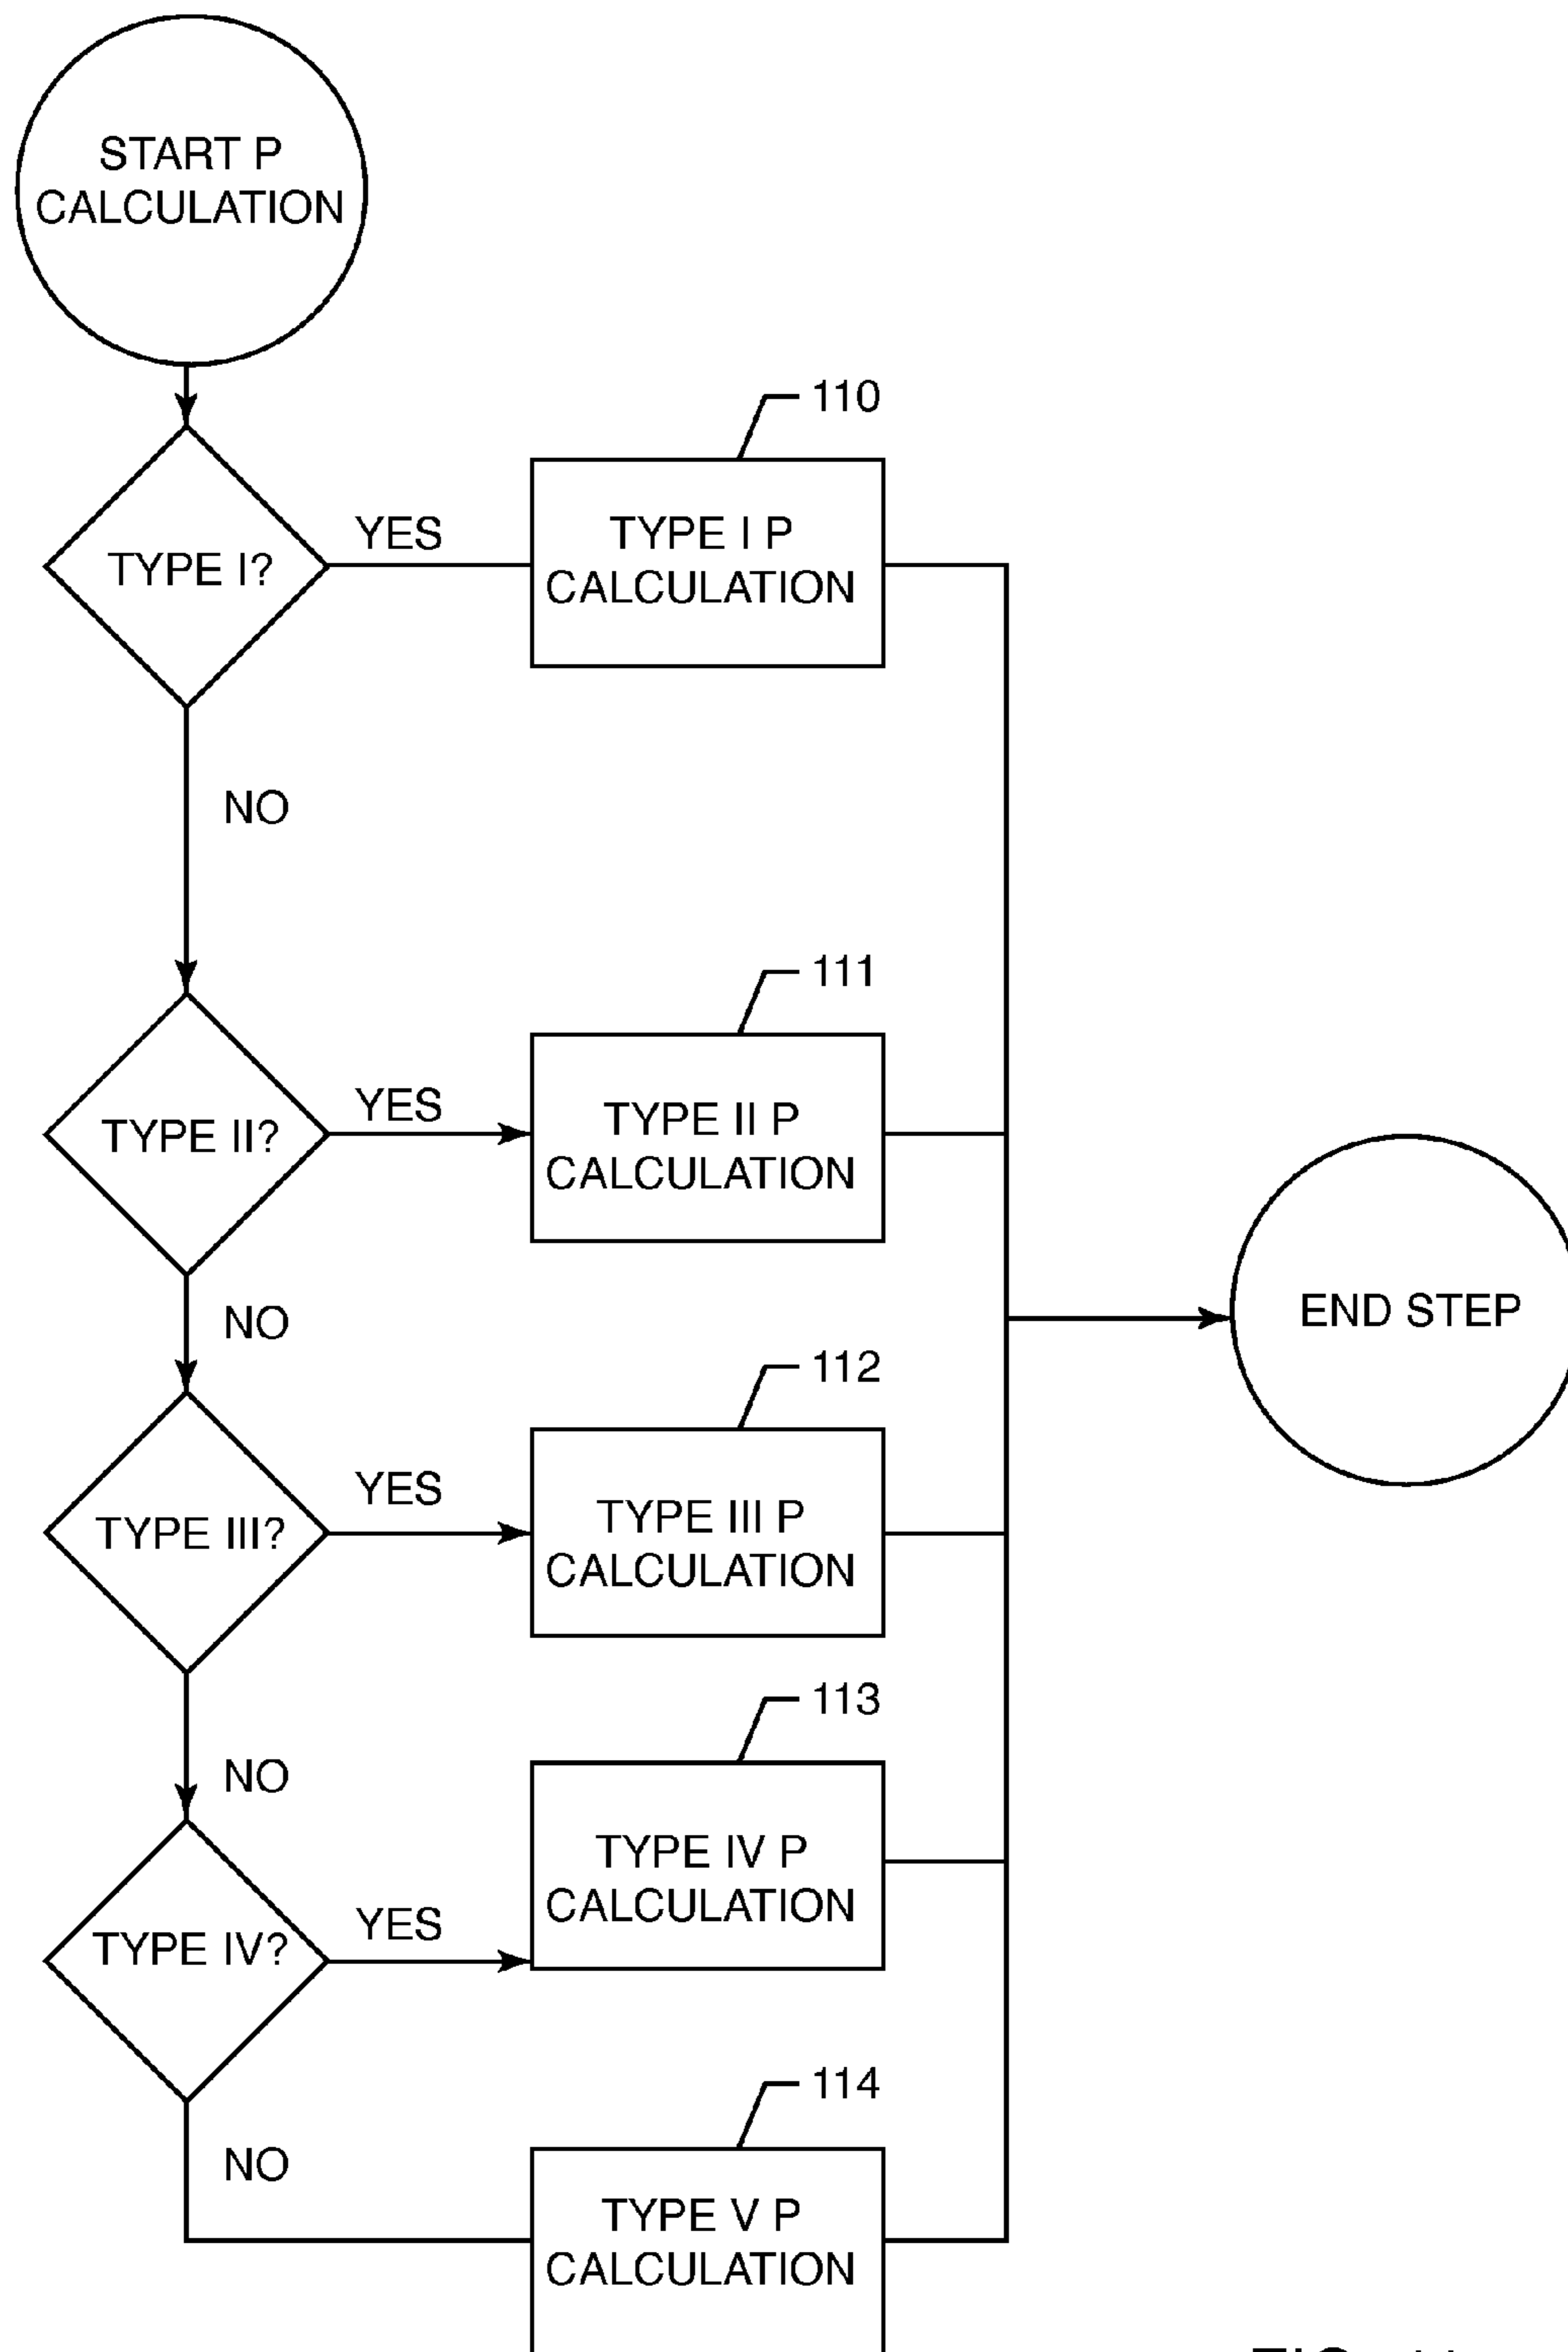 START P
CALCULATION
110
TYPE I?
YES
TYPE I P
CALCULATION
NO
111
TYPE II?
YES
TYPE II P
CALCULATION
END STEP
NO
112
TYPE III?
YES
TYPE III P
CALCULATION
113
NO
TYPE IV?
YES
TYPE IV P
CALCULATION
114
NO
TYPE V P
CALCULATION